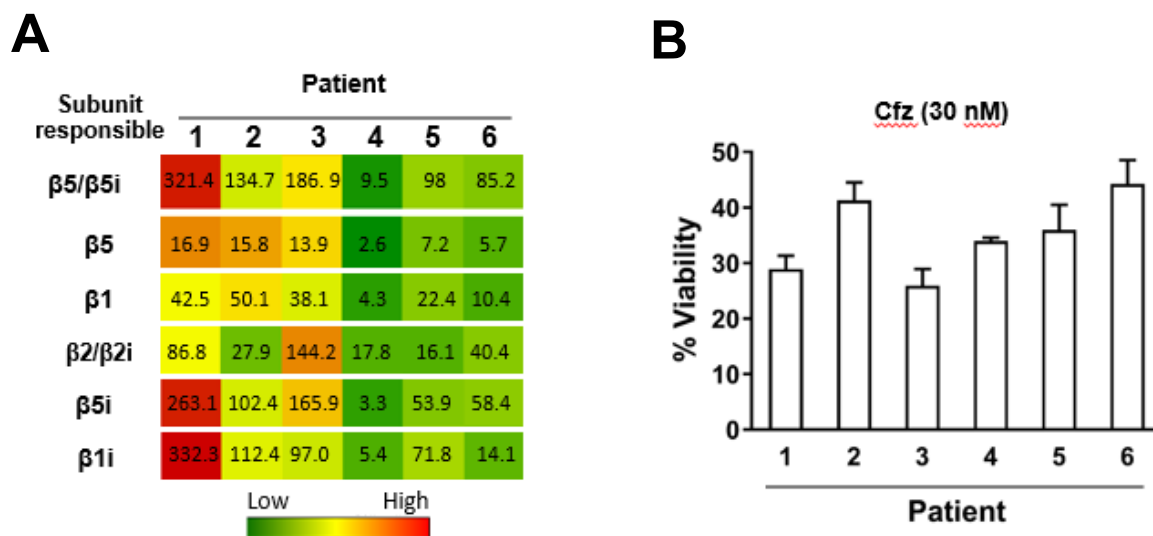 A
Patient
Subunit
responsible
1 2 3 4 5 6
β5/β5i 321.4 134.7 186. 9 9.5 98 85.2
β5 16.9 15.8 13.9 2.6 7.2 5.7
β1 42.5 50.1 38.1 4.3 22.4 10.4
β2/β2i 86.8 27.9 144.2 17.8 16.1 40.4
β5i 263.1 102.4 165.9 3.3 53.9 58.4
β1i 332.3 112.4 97.0 5.4 71.8 14.1
Low High
B
Cfz (30 nM)
% Viability
50
40
30
20
10
0
1 2 3 4 5 6
Patient